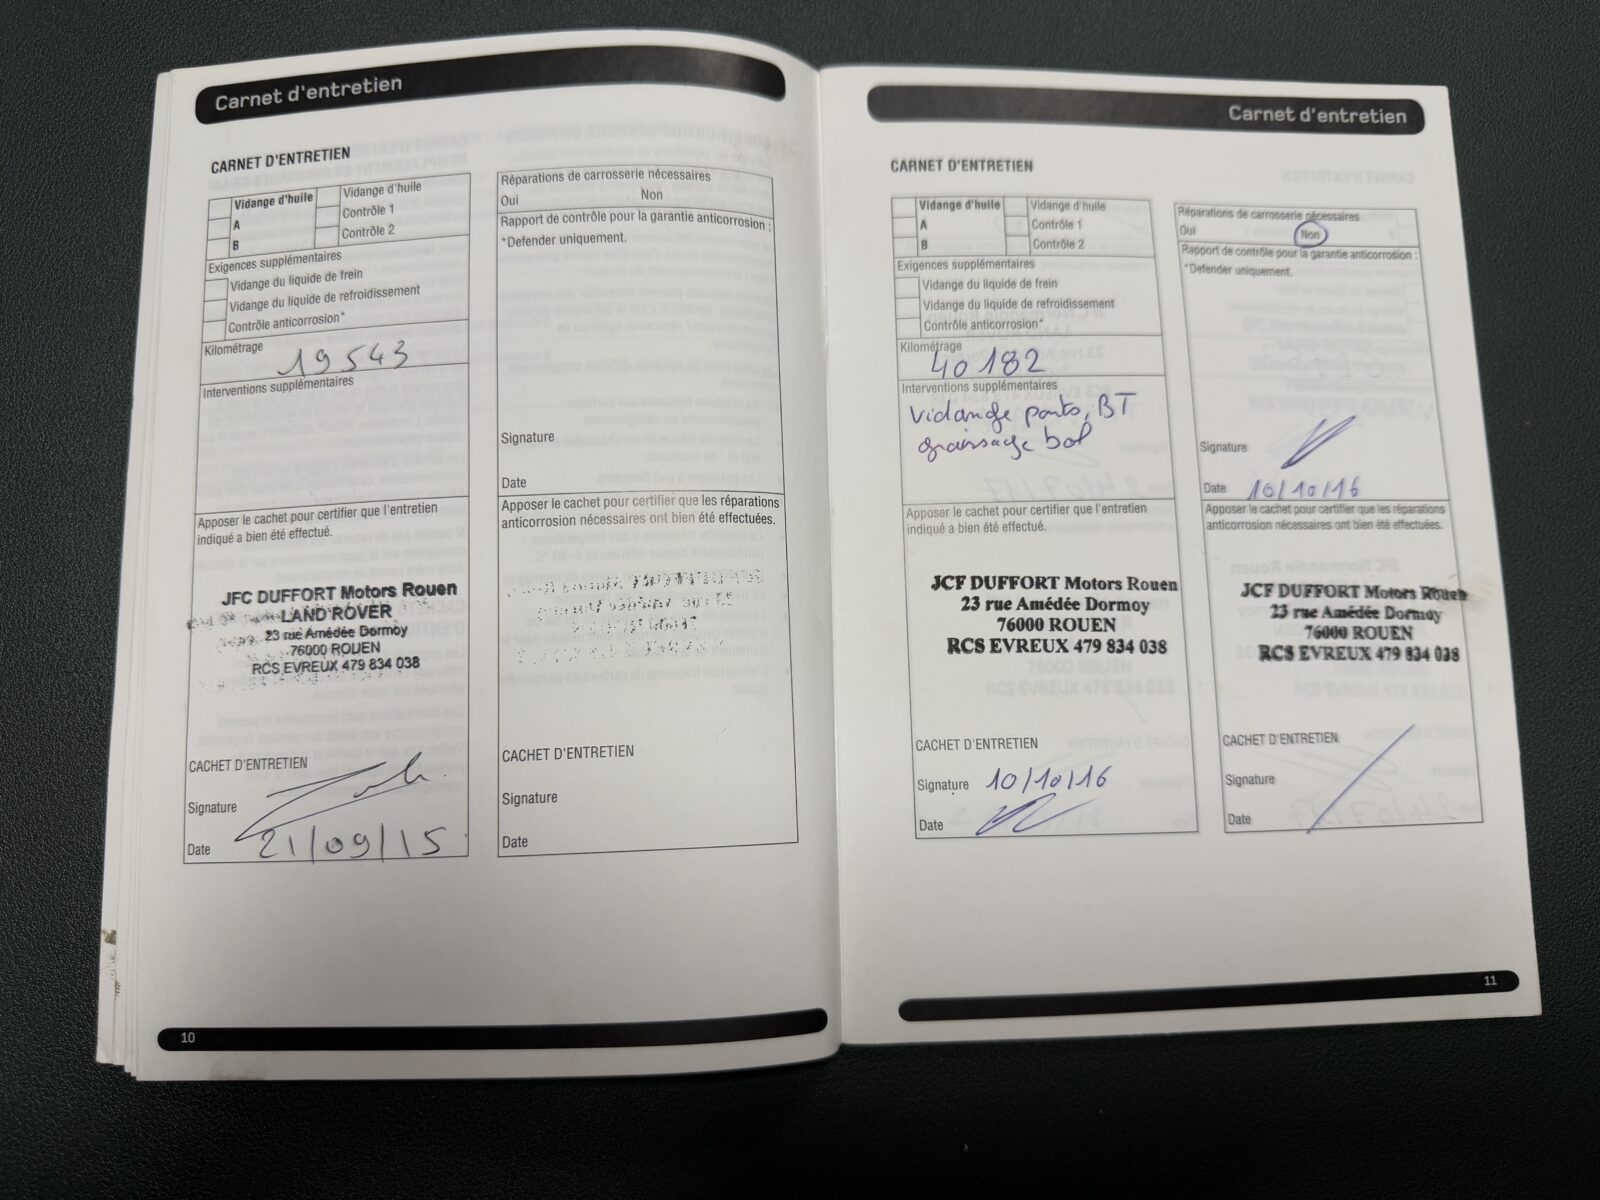 Carnet d'entretien
CARNET D'ENTRETIEN
Vidange d'huile
A
B
Vidange d'huile
Contrôle 1
Contrôle 2
Exigences supplémentaires
Vidange du liquide de frein
Vidange du liquide de refroidissement
Contrôle anticorrosion*
Kilométrage
19543
Interventions supplémentaires
Apposer le cachet pour certifier que l'entretien
indiqué a bien été effectué.
JFC DUFFORT Motors Rouen
LAND ROVER
23 rue Amédée Dormoy
76000 ROUEN
RCS EVREUX 479 834 038
CACHET D'ENTRETIEN
Signature
Date 21/09/15
Réparations de carrosserie nécessaires
Oui Non
Rapport de contrôle pour la garantie anticorrosion :
*Defender uniquement.
Signature
Date
Apposer le cachet pour certifier que les réparations
anticorrosion nécessaires ont bien été effectuées.
CACHET D'ENTRETIEN
Signature
Date
10
Carnet d'entretien
CARNET D'ENTRETIEN
Vidange d'huile
A
B
Vidange d'huile
Contrôle 1
Contrôle 2
Exigences supplémentaires
Vidange du liquide de frein
Vidange du liquide de refroidissement
Contrôle anticorrosion*
Kilométrage
40182
Interventions supplémentaires
vidange ponts, BT
graissage bol
Apposer le cachet pour certifier que l'entretien
indiqué a bien été effectué.
JCF DUFFORT Motors Rouen
23 rue Amédée Dormoy
76000 ROUEN
RCS EVREUX 479 834 038
CACHET D'ENTRETIEN
Signature 10/10/16
Date
Réparations de carrosserie nécessaires
Oui Non
Rapport de contrôle pour la garantie anticorrosion :
*Defender uniquement.
Signature
Date 10/10/16
Apposer le cachet pour certifier que les réparations
anticorrosion nécessaires ont bien été effectuées.
JCF DUFFORT Motors Rouen
23 rue Amédée Dormoy
76000 ROUEN
RCS EVREUX 479 834 038
CACHET D'ENTRETIEN
Signature
Date
11